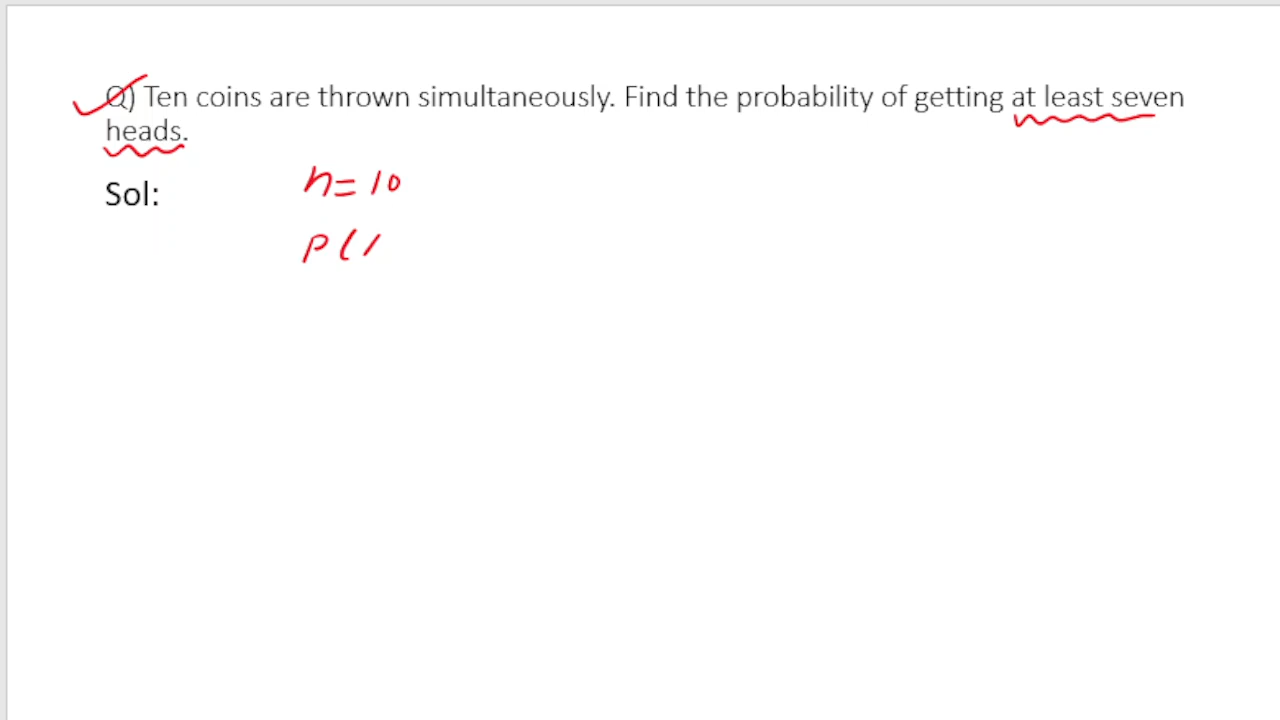 Q) Ten coins are thrown simultaneously. Find the probability of getting at least seven
heads.
Sol:
n = 10
P ( /